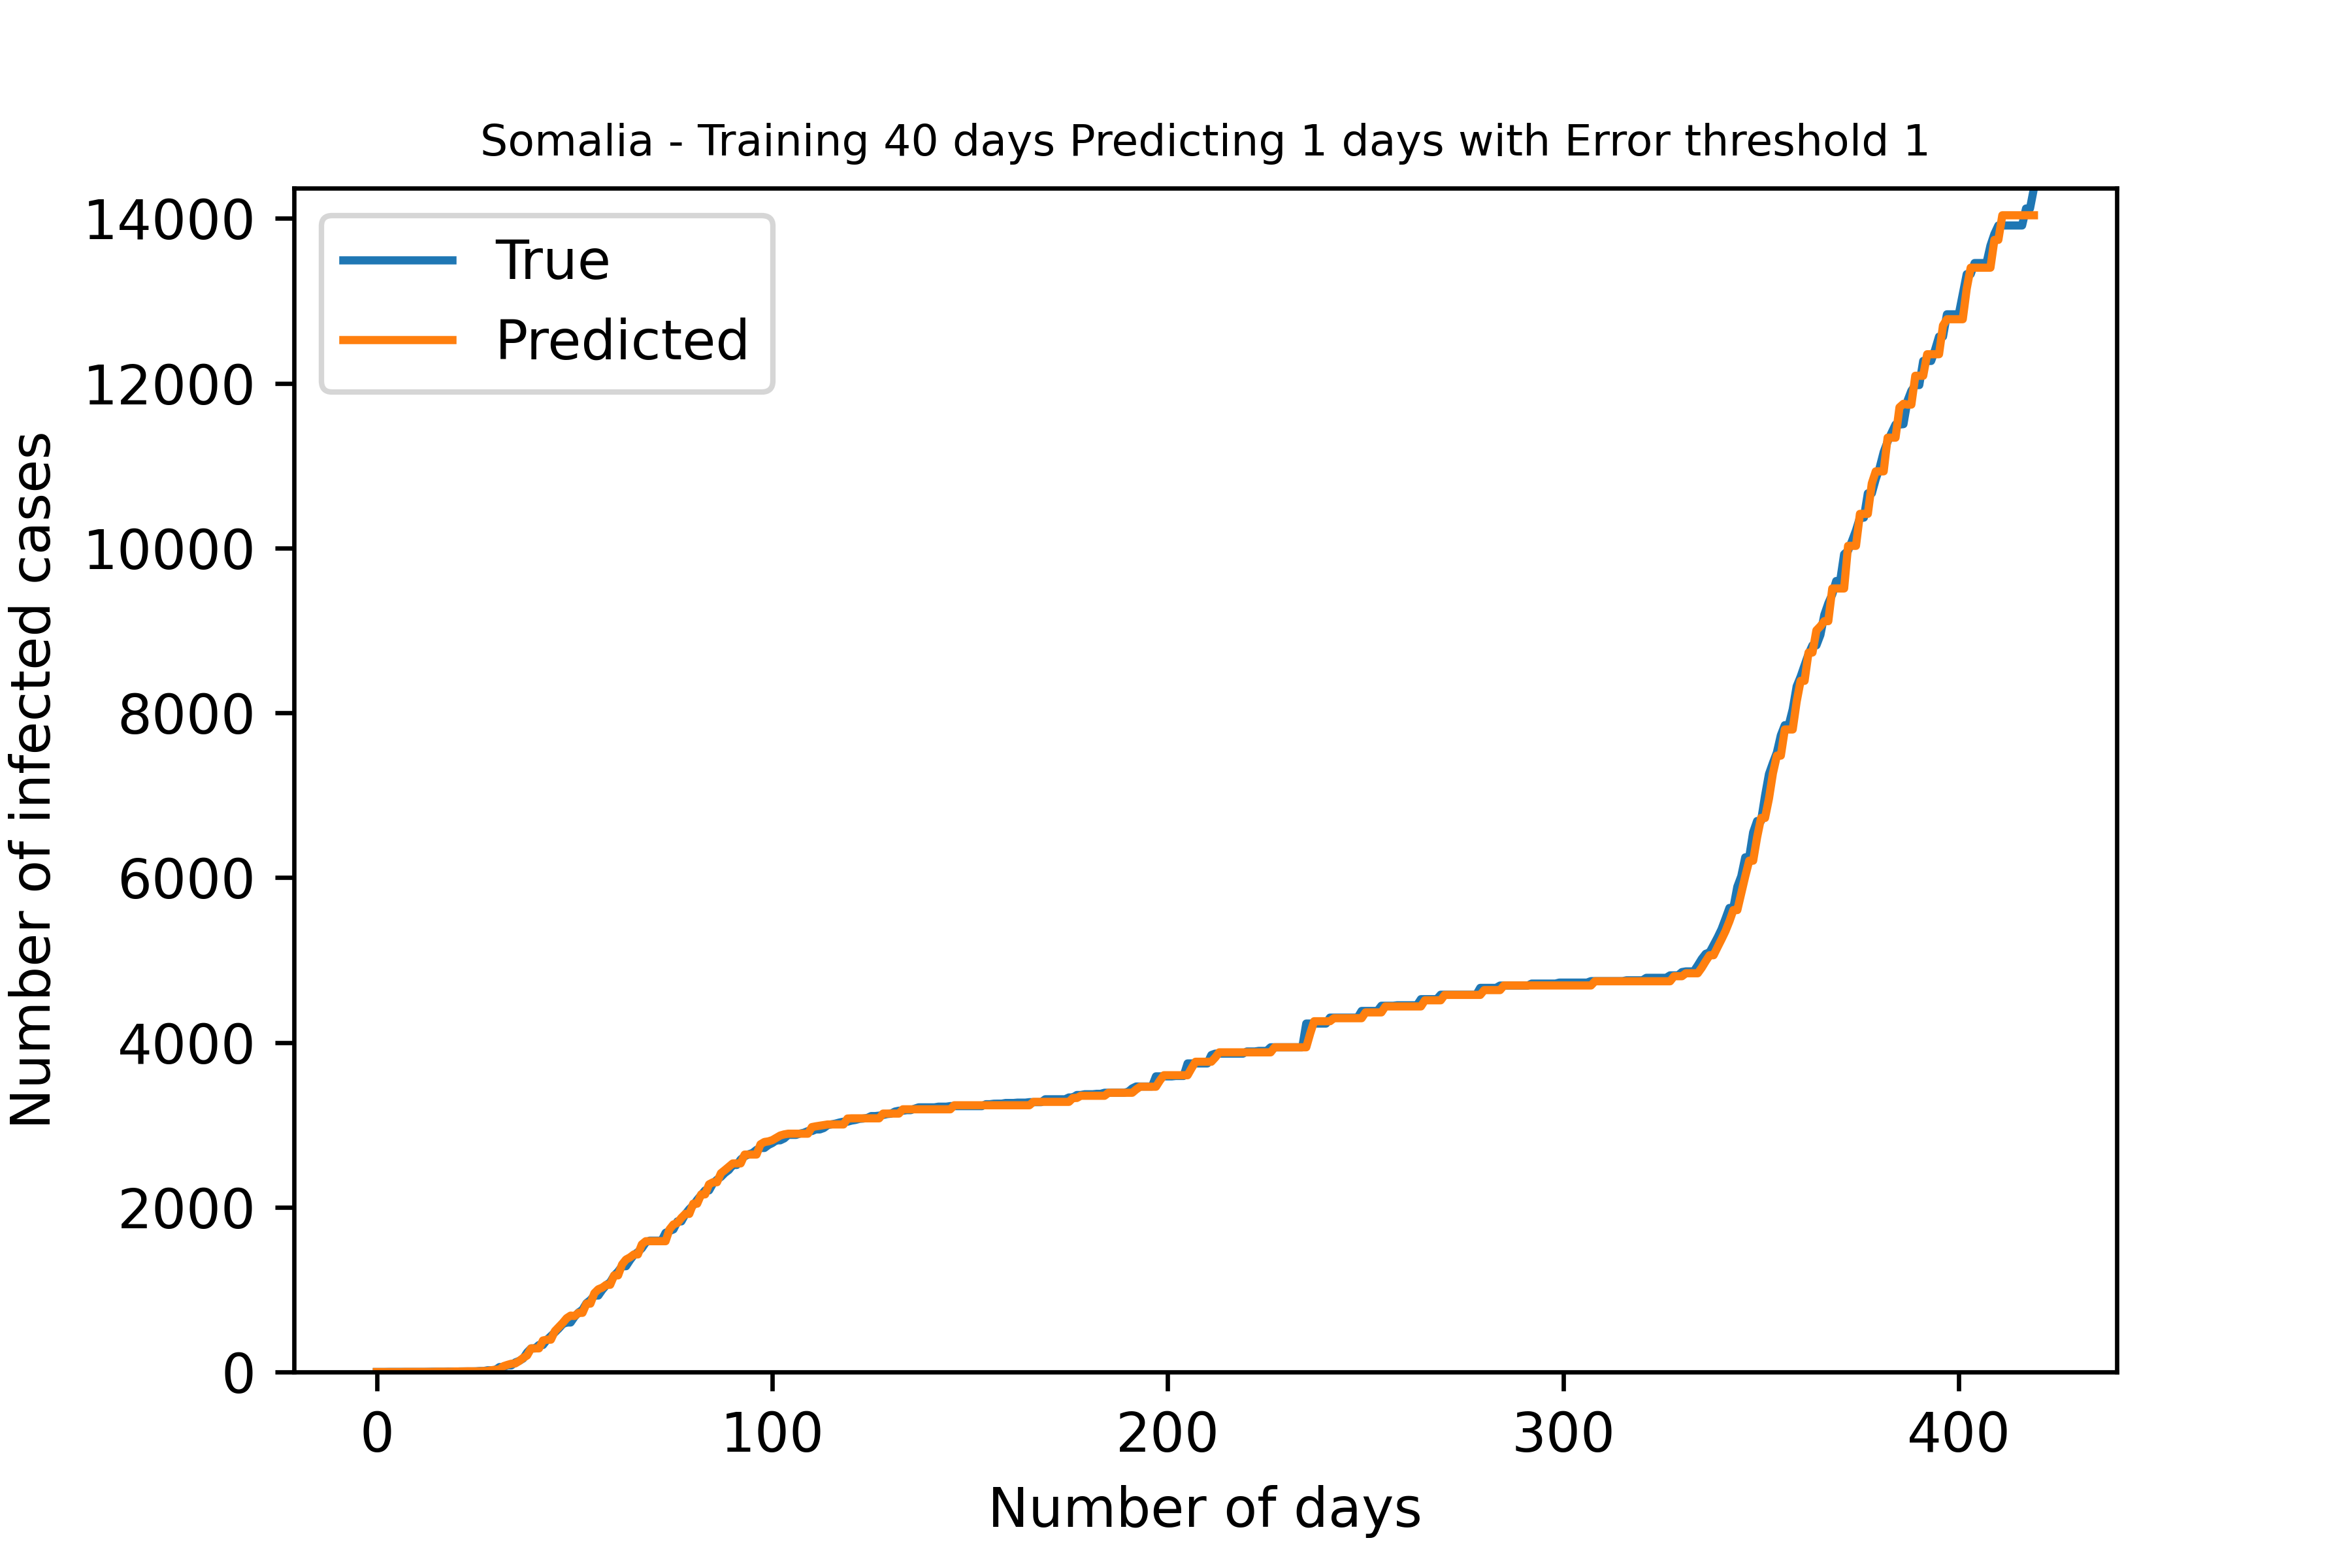 Somalia - Training 40 days Predicting 1 days with Error threshold 1
True
Predicted
14000
12000
10000
8000
6000
4000
2000
0
Number of infected cases
0 100 200 300 400
Number of days